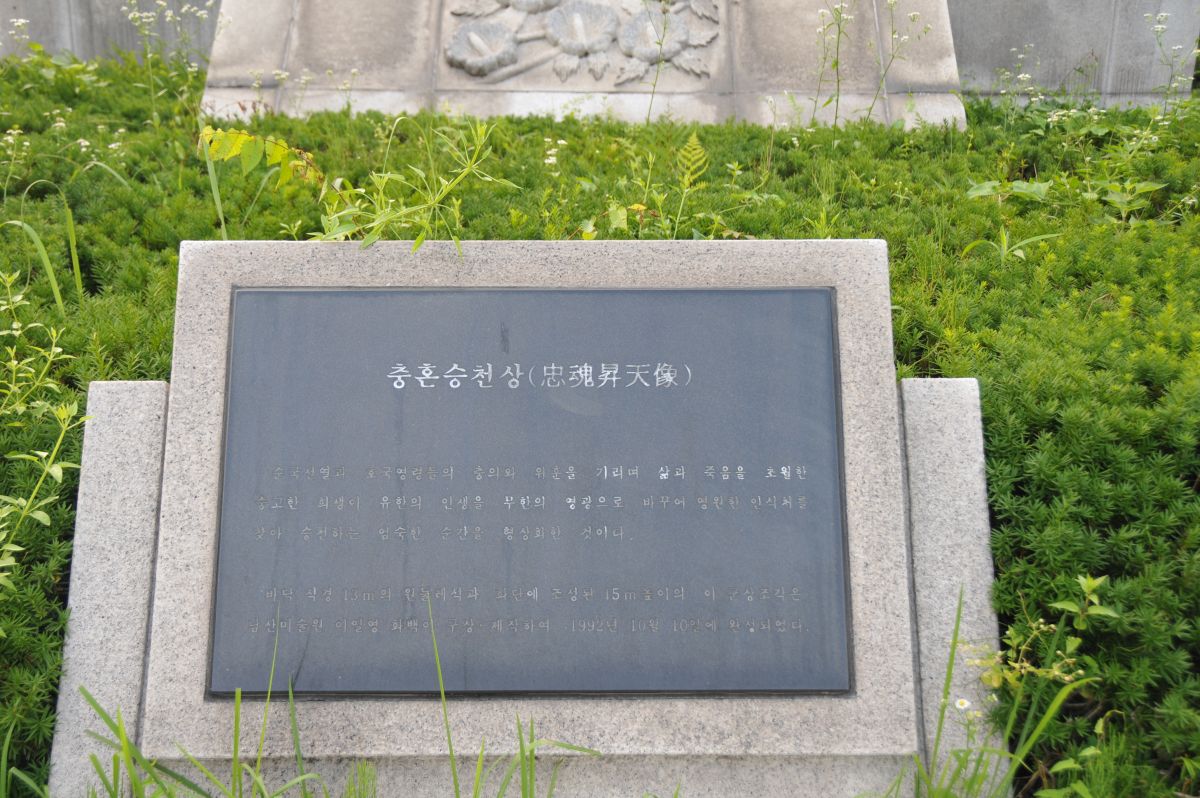 충혼승천상(忠魂昇天像)
순국선열과 호국영령들의 충의와 위훈을 기리며 삶과 죽음을 초월한
숭고한 희생이 유한의 인생을 무한의 영광으로 바꾸어 영원한 안식처를
찾아 승천하는 엄숙한 순간을 형상화한 것이다.
바닥 직경 13m의 원둘레석과 화단에 조성된 15m높이의 이 군상조각은
남산미술원 이일영 화백이 구상·제작하여 1992년 10월 10일에 완성되었다.